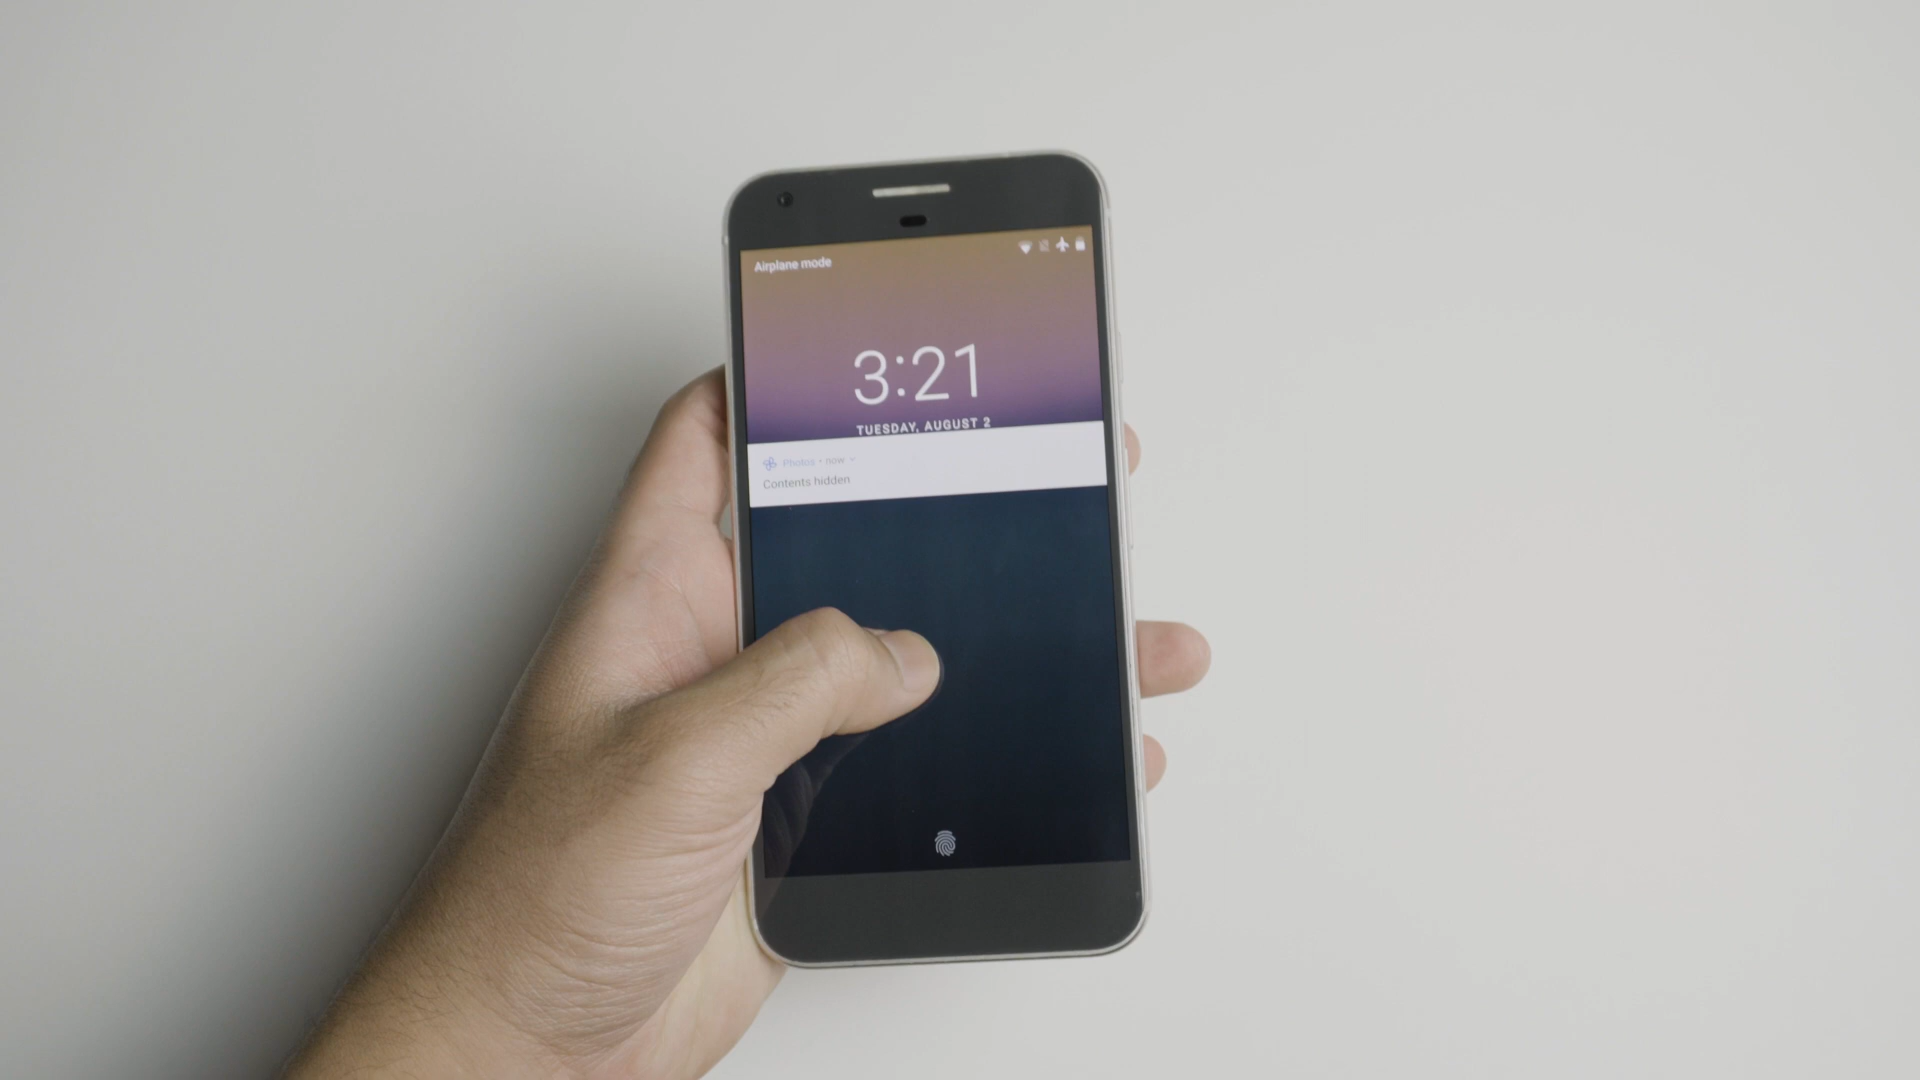 Airplane mode
3:21
TUESDAY, AUGUST 2
Photos • now
Contents hidden